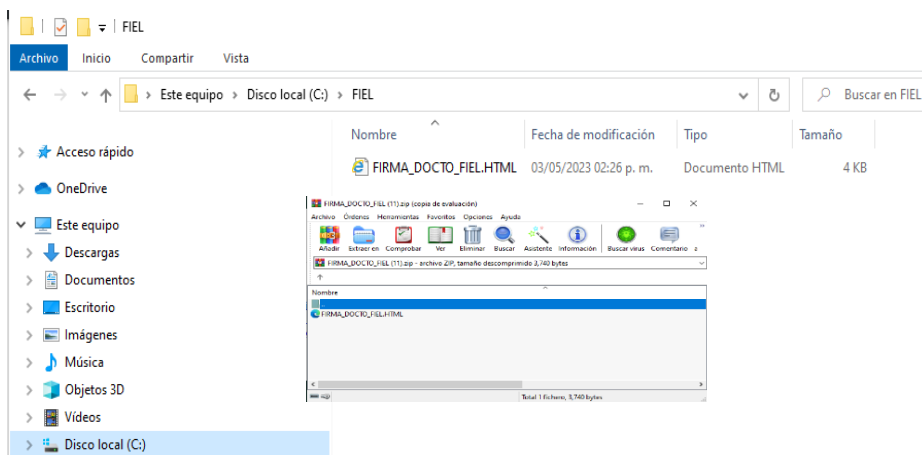 FIEL
Archivo Inicio Compartir Vista
Este equipo > Disco local (C:) > FIEL Buscar en FIEL
Nombre Fecha de modificación Tipo Tamaño
Acceso rápido
FIRMA_DOCTO_FIEL.HTML 03/05/2023 02:26 p. m. Documento HTML 4 KB
OneDrive
Este equipo
Descargas
Documentos
Escritorio
Imágenes
Música
Objetos 3D
Vídeos
Disco local (C:)
FIRMA_DOCTO_FIEL (11).zip (copia de evaluación)
Archivo Órdenes Herramientas Favoritos Opciones Ayuda
Añadir Extraer en Comprobar Ver Eliminar Buscar Asistente Información Buscar virus Comentario
FIRMA_DOCTO_FIEL (11).zip - archivo ZIP, tamaño descomprimido 3,740 bytes
Nombre
..
FIRMA_DOCTO_FIEL.HTML
Total 1 fichero, 3,740 bytes